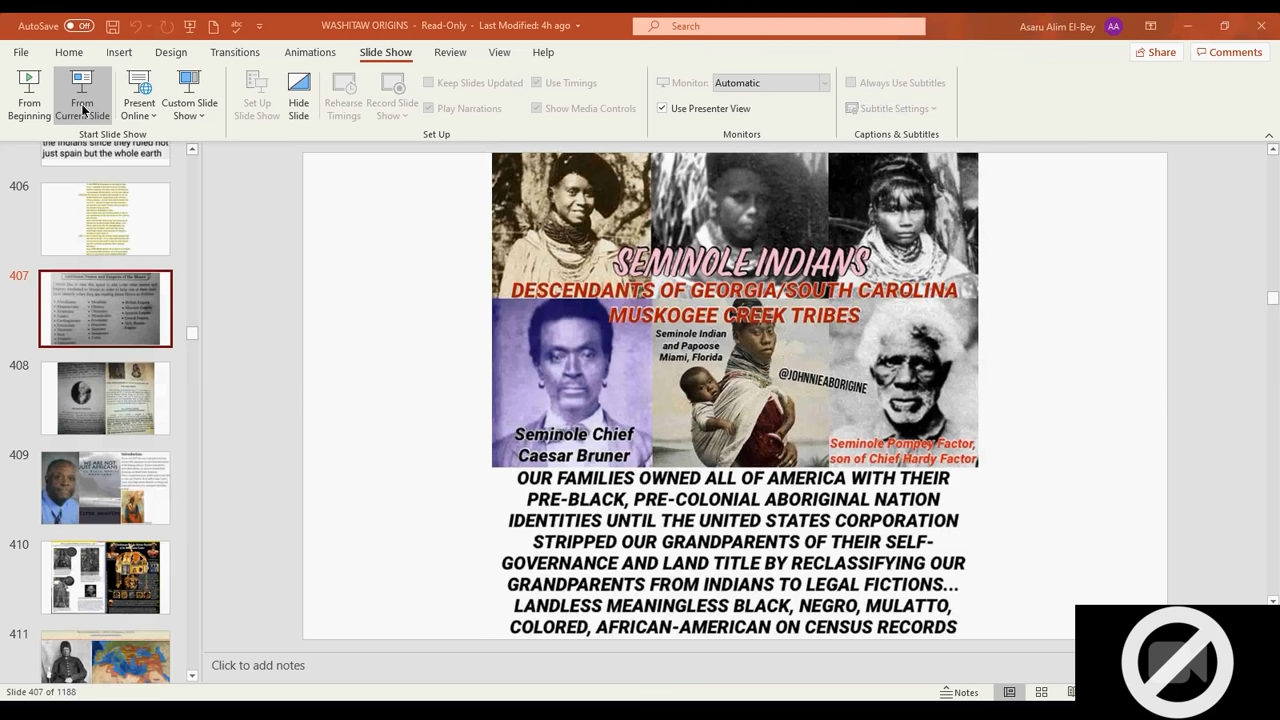 AutoSave Off
WASHITAW ORIGINS - Read-Only - Last Modified: 4h ago
Search
Asaru Alim El-Bey AA
File Home Insert Design Transitions Animations Slide Show Review View Help
Share Comments
From Beginning
From Current Slide
Present Online
Custom Slide Show
Start Slide Show
Set Up Slide Show
Hide Slide
Rehearse Timings
Record Slide Show
Keep Slides Updated
Play Narrations
Use Timings
Show Media Controls
Set Up
Monitor: Automatic
Use Presenter View
Monitors
Always Use Subtitles
Subtitle Settings
Captions & Subtitles
the Indians since they ruled not
just spain but the whole earth
406
407
408
409
410
411
SEMINOLE INDIANS
DESCENDANTS OF GEORGIA/SOUTH CAROLINA
MUSKOGEE CREEK TRIBES
Seminole Indian
and Papoose
Miami, Florida
@JOHNNIEABORIGINE
Seminole Chief
Caesar Bruner
Seminole Pompey Factor,
son of Chief Hardy Factor
OUR FAMILIES OWNED ALL OF AMERICA WITH THEIR
PRE-BLACK, PRE-COLONIAL ABORIGINAL NATION
IDENTITIES UNTIL THE UNITED STATES CORPORATION
STRIPPED OUR GRANDPARENTS OF THEIR SELF-
GOVERNANCE AND LAND TITLE BY RECLASSIFYING OUR
GRANDPARENTS FROM INDIANS TO LEGAL FICTIONS...
LANDLESS MEANINGLESS BLACK, NEGRO, MULATTO,
COLORED, AFRICAN-AMERICAN ON CENSUS RECORDS
Click to add notes
Slide 407 of 1188
Notes